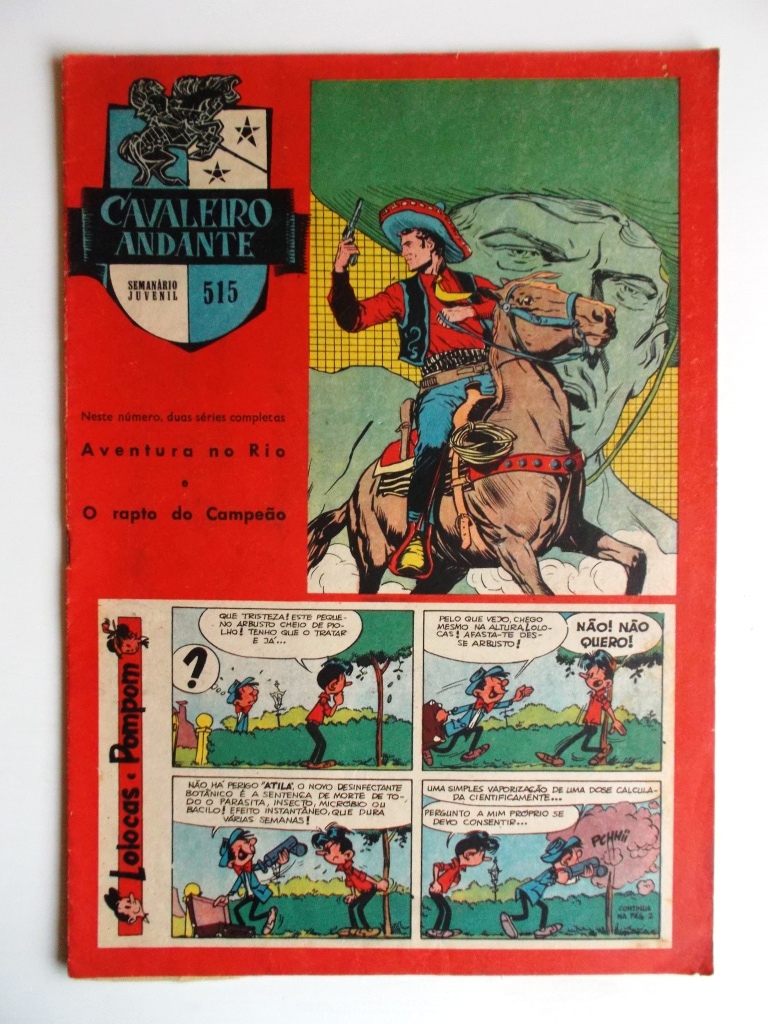 CAVALEIRO
ANDANTE
SEMANÁRIO
JUVENIL
515
Neste número, duas séries completas
Aventura no Rio
e
O rapto do Campeão
Lolocas e Pompom
QUE TRISTEZA! ESTE PEQUE-
NO ARBUSTO CHEIO DE PIO-
LHO! TENHO QUE O TRATAR
E JÁ...
?
PELO QUE VEJO, CHEGO
MESMO NA ALTURA, LOLO-
CAS! AFASTA-TE DES-
SE ARBUSTO!
NÃO! NÃO
QUERO!
NÃO HÁ PERIGO "ATILA", O NOVO DESINFECTANTE
BOTÂNICO É A SENTENÇA DE MORTE DE TO-
DO O PARASITA, INSECTO, MICRÓBIO OU
BACILO! EFEITO INSTANTÂNEO, QUE DURA
VÁRIAS SEMANAS!
UMA SIMPLES VAPORIZAÇÃO DE UMA DOSE CALCULA-
DA CIENTIFICAMENTE...
PERGUNTO A MIM PRÓPRIO SE
DEVO CONSENTIR...
PCHHII
CONTINUA
NA PÁG 2